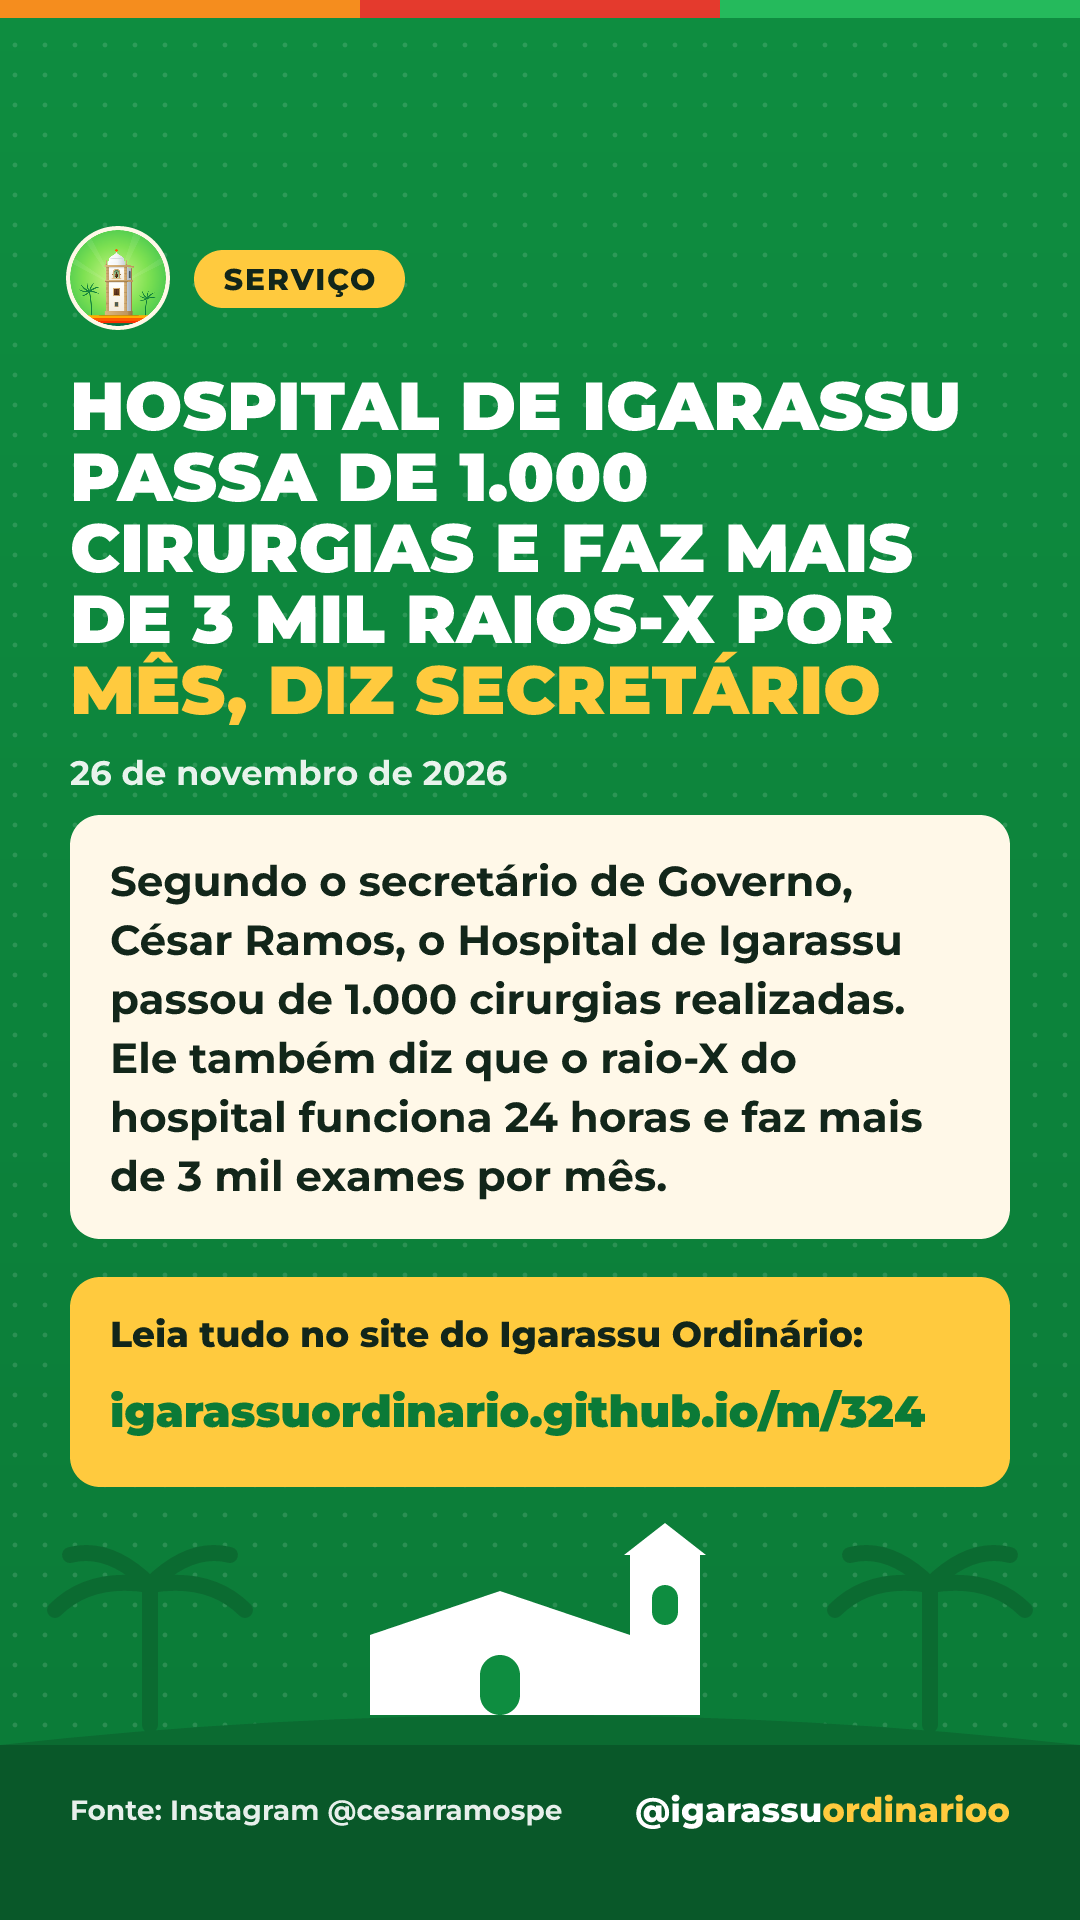 SERVIÇO
HOSPITAL DE IGARASSU
PASSA DE 1.000
CIRURGIAS E FAZ MAIS
DE 3 MIL RAIOS-X POR
MÊS, DIZ SECRETÁRIO
26 de novembro de 2026
Segundo o secretário de Governo,
César Ramos, o Hospital de Igarassu
passou de 1.000 cirurgias realizadas.
Ele também diz que o raio-X do
hospital funciona 24 horas e faz mais
de 3 mil exames por mês.
Leia tudo no site do Igarassu Ordinário:
igarassuordinario.github.io/m/324
Fonte: Instagram @cesarramospe
@igarassuordinarioo